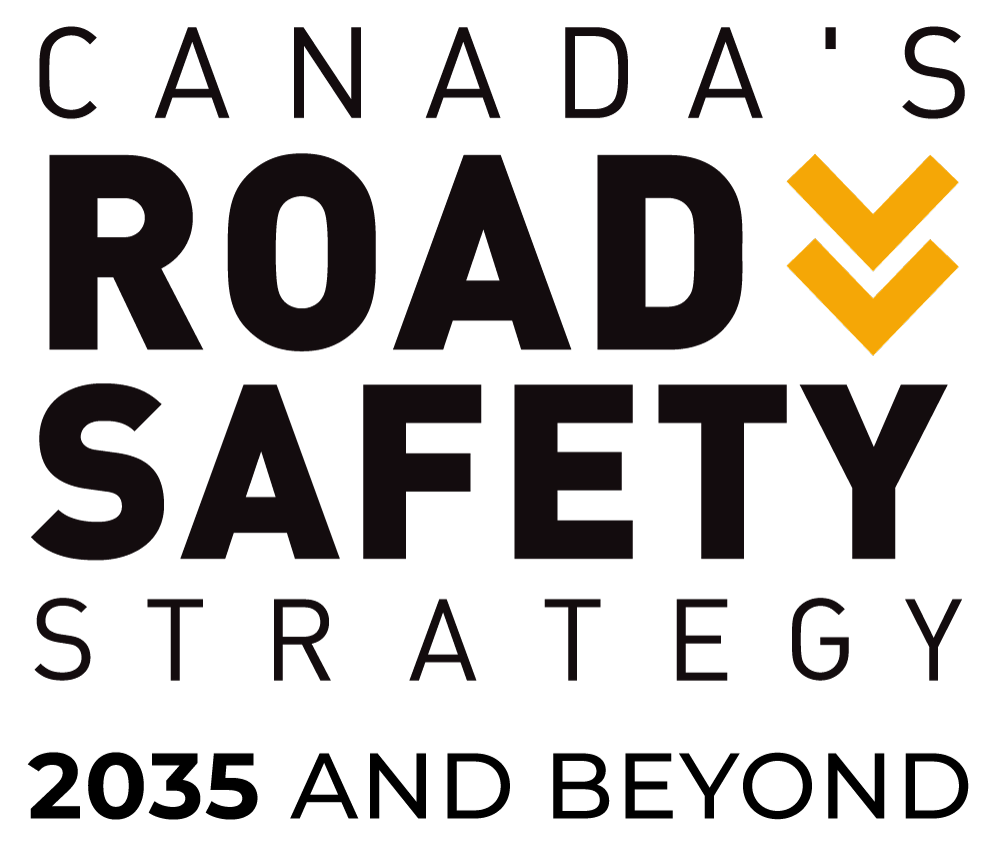 CANADA'S
ROAD
SAFETY
STRATEGY
2035 AND BEYOND